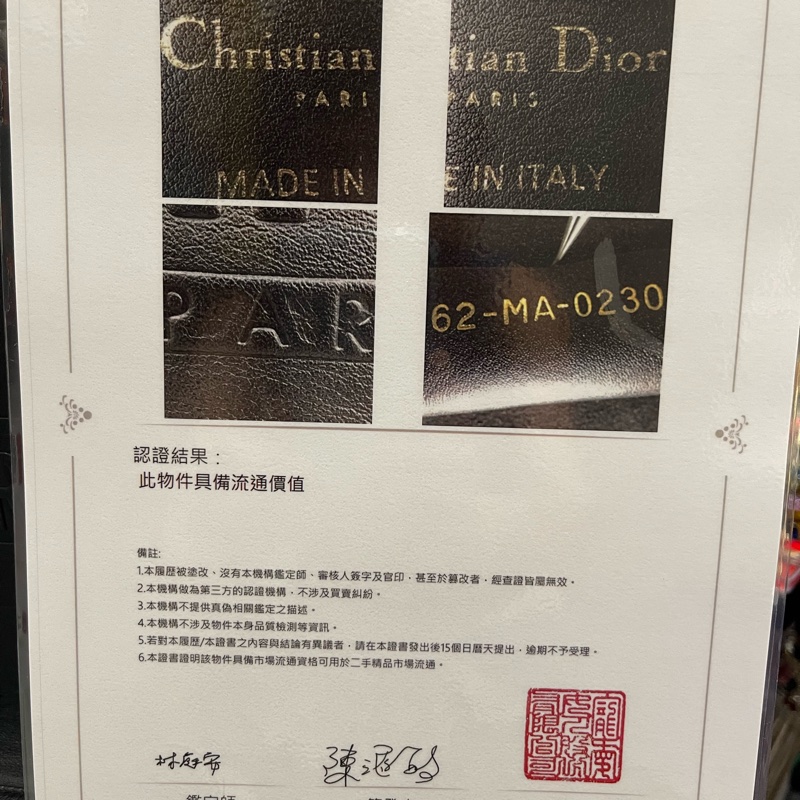 Christian
PARI
MADE IN
tian Dior
PARIS
E IN ITALY
PAR
62-MA-0230
認證結果：
此物件具備流通價值
備註:
1.本履歷被塗改、沒有本機構鑑定師、審核人簽字及官印，甚至於篡改者，經查證皆屬無效。
2.本機構做為第三方的認證機構，不涉及買賣糾紛。
3.本機構不提供真偽相關鑑定之描述。
4.本機構不涉及物件本身品質檢測等資訊。
5.若對本履歷/本證書之內容與結論有異議者，請在本證書發出後15個日曆天提出，逾期不予受理。
6.本證書證明該物件具備市場流通資格可用於二手精品市場流通。
鑑定師